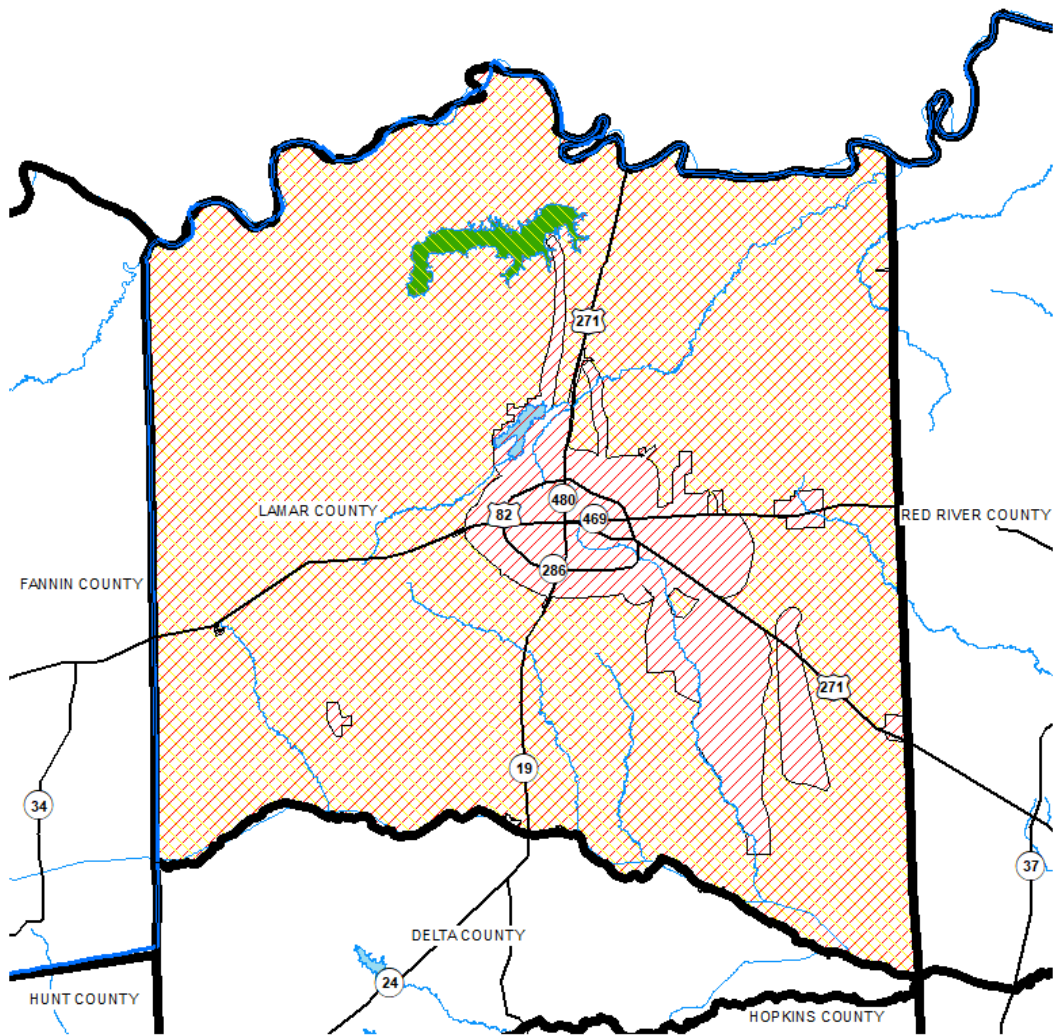 271
LAMAR COUNTY
82
480
469
RED RIVER COUNTY
286
FANNIN COUNTY
271
19
34
37
DELTA COUNTY
24
HUNT COUNTY
HOPKINS COUNTY